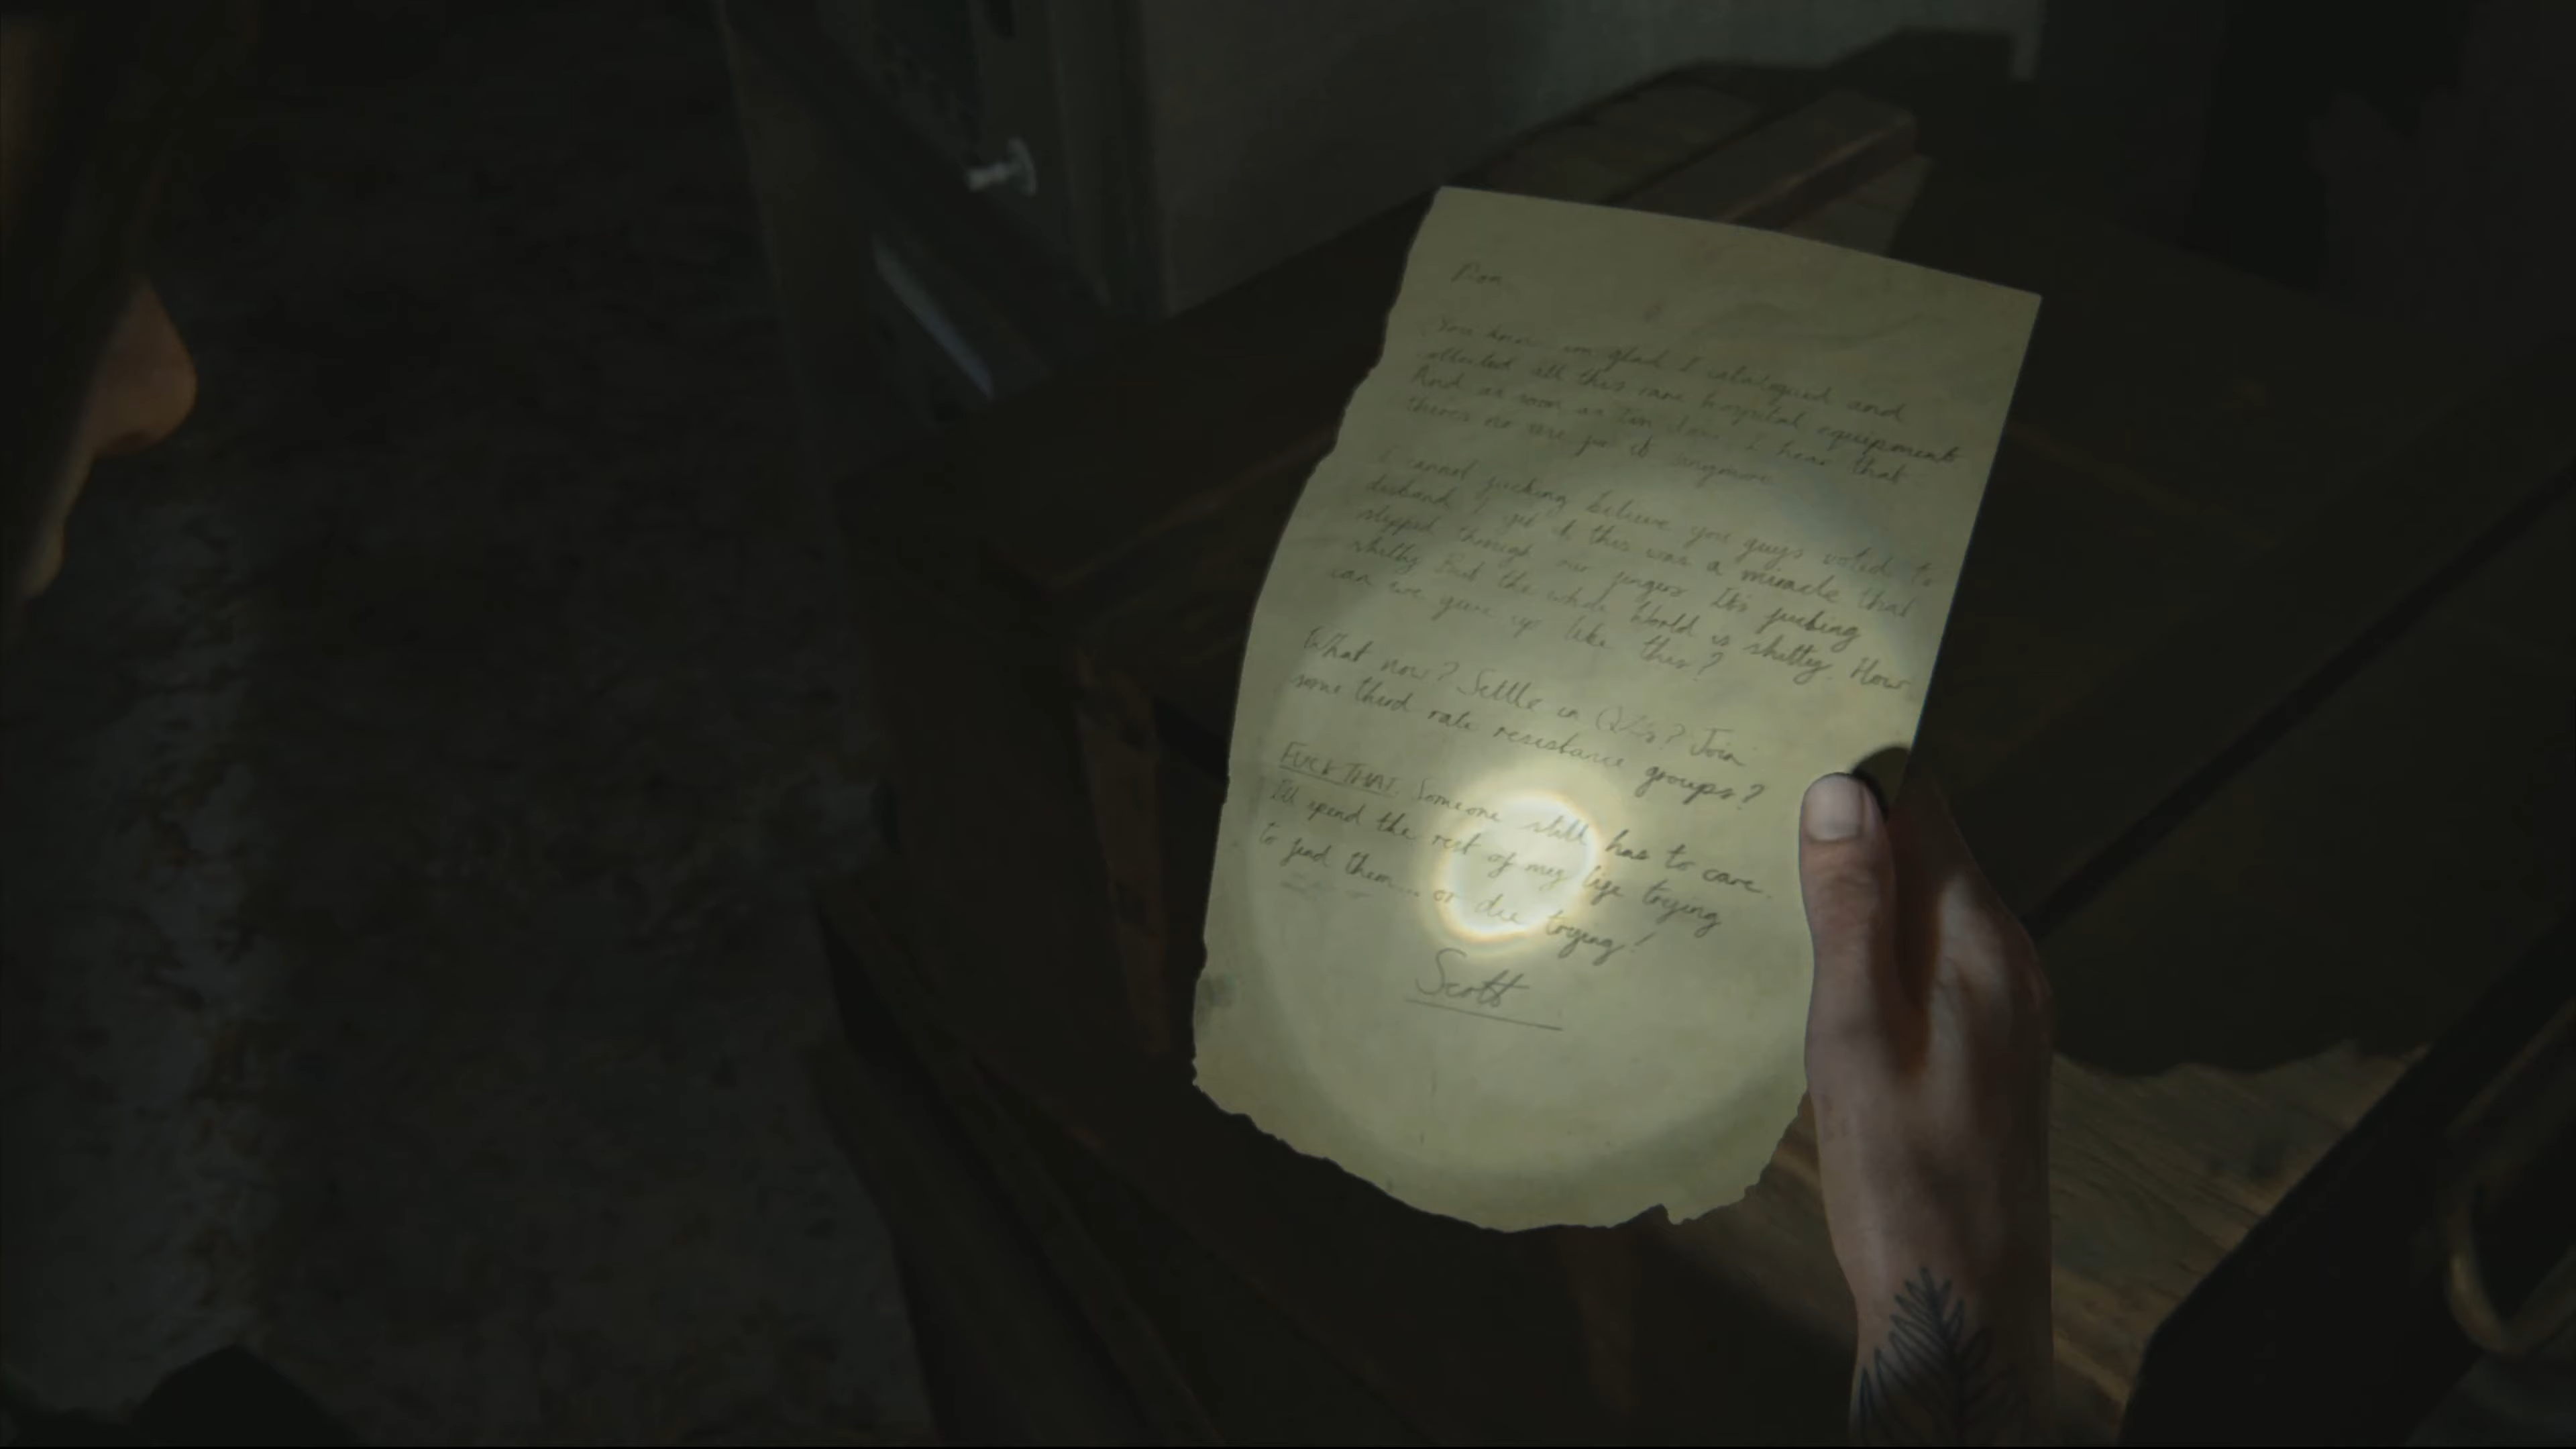 You know im glad I catalogued and
collected all this rare hospital equipment
And as soon as I'm done I hear that
theres no use for it anymore
I cannot fucking believe you guys voted to
disband. I get it this was a miracle that
slipped through our fingers It's fucking
shitty But the whole World is shitty. How
can we give up like this?
What now? Settle in QZ's? Join
some third rate resistance groups?
FUCK THAT. Someone still has to care.
I'll spend the rest of my life trying
to find them... or die trying!
Scott